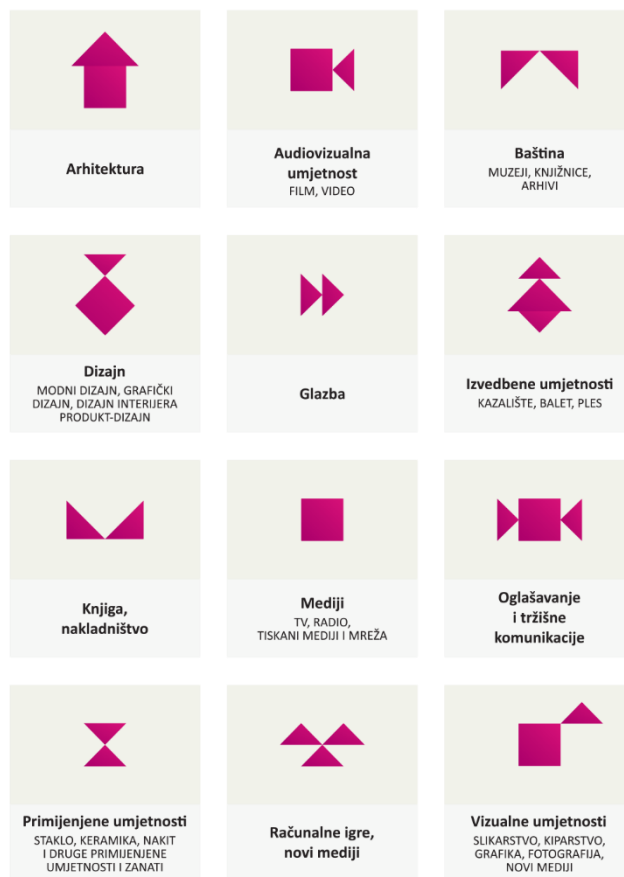 Arhitektura
Audiovizualna
umjetnost
FILM, VIDEO
Baština
MUZEJI, KNJIŽNICE,
ARHIVI
Dizajn
MODNI DIZAJN, GRAFIČKI
DIZAJN, DIZAJN INTERIJERA
PRODUKT-DIZAJN
Glazba
Izvedbene umjetnosti
KAZALIŠTE, BALET, PLES
Knjiga,
nakladništvo
Mediji
TV, RADIO,
TISKANI MEDIJI I MREŽA
Oglašavanje
i tržišne
komunikacije
Primijenjene umjetnosti
STAKLO, KERAMIKA, NAKIT
I DRUGE PRIMIJENJENE
UMJETNOSTI I ZANATI
Računalne igre,
novi mediji
Vizualne umjetnosti
SLIKARSTVO, KIPARSTVO,
GRAFIKA, FOTOGRAFIJA,
NOVI MEDIJI